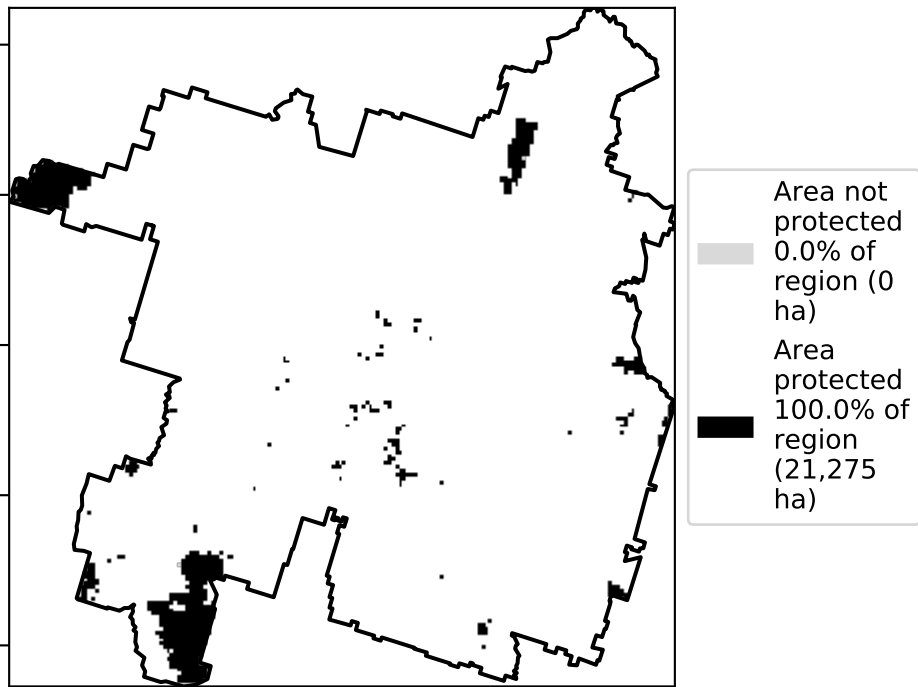 Area not
protected
0.0% of
region (0
ha)
Area
protected
100.0% of
region
(21,275
ha)